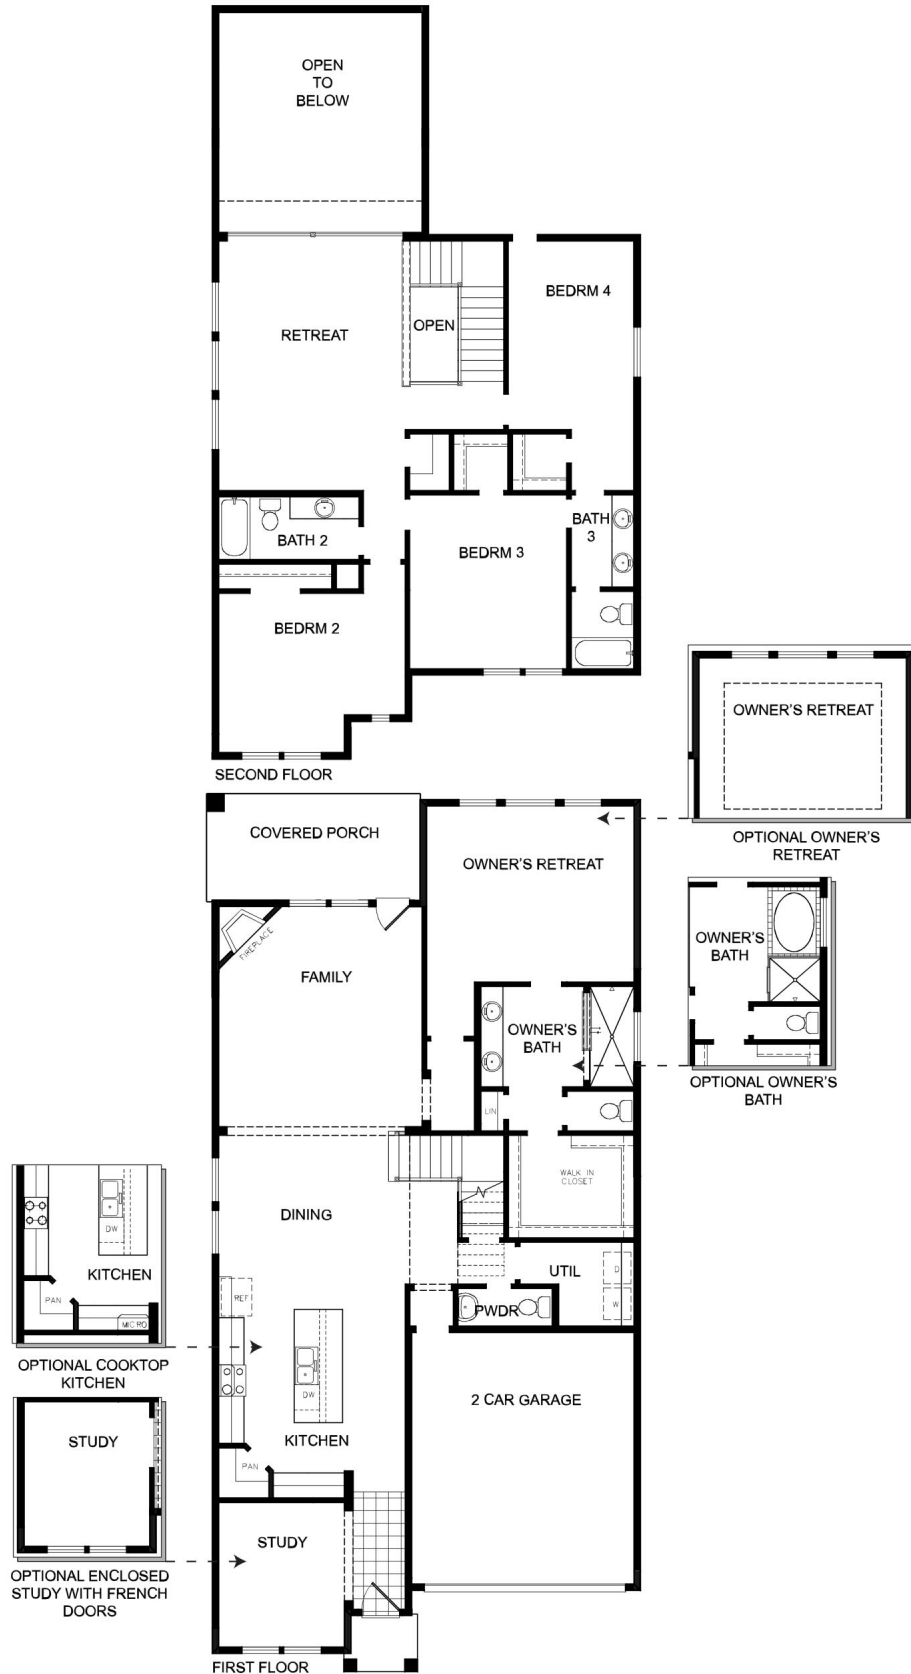 OPEN
TO
BELOW
BEDRM 4
OPEN
RETREAT
BATH 2
BATH
3
BEDRM 3
BEDRM 2
SECOND FLOOR
OWNER'S RETREAT
OPTIONAL OWNER'S
RETREAT
COVERED PORCH
OWNER'S RETREAT
FIREPLACE
FAMILY
OWNER'S
BATH
OWNER'S
BATH
OPTIONAL OWNER'S
BATH
LIN
WALK IN
CLOSET
DINING
DW
KITCHEN
PAN
MICRO
OPTIONAL COOKTOP
KITCHEN
UTIL
D
W
REF
PWDR
DW
KITCHEN
PAN
2 CAR GARAGE
STUDY
OPTIONAL ENCLOSED
STUDY WITH FRENCH
DOORS
STUDY
FIRST FLOOR